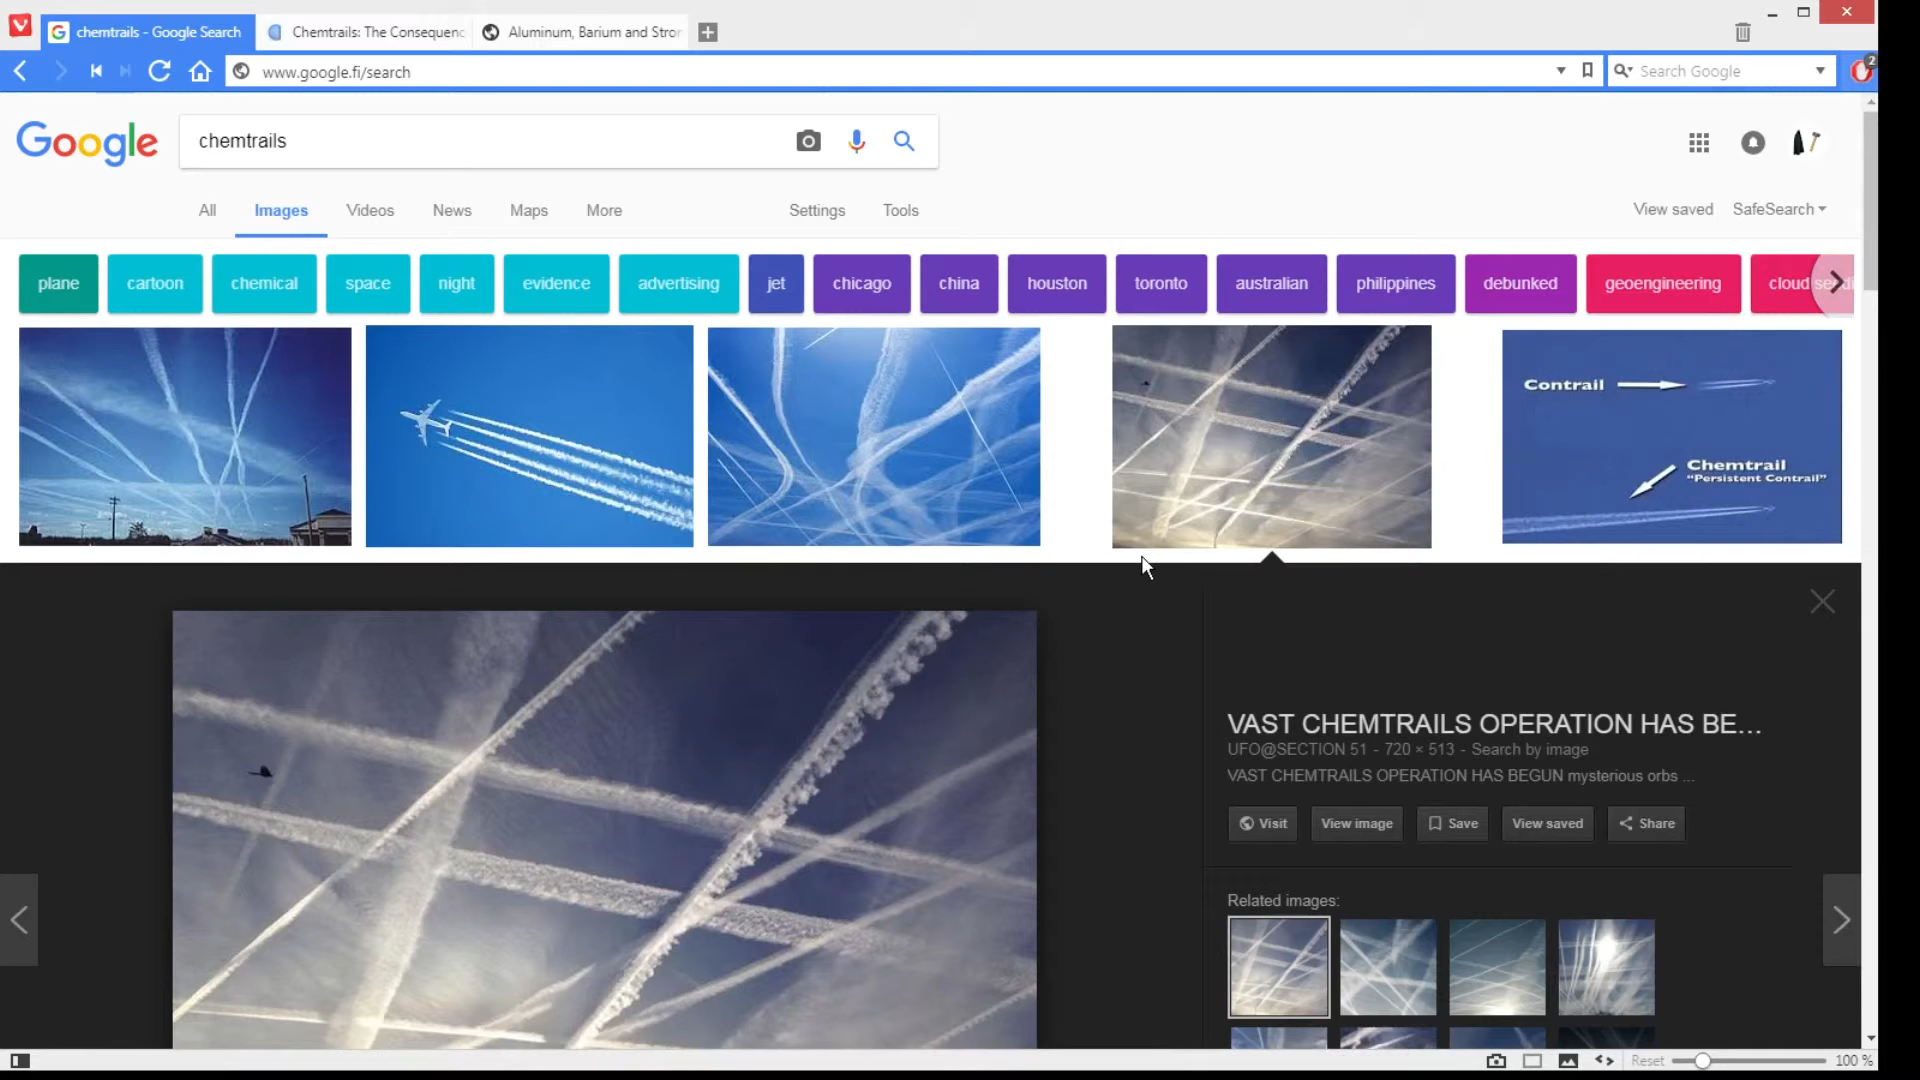 chemtrails - Google Search
Chemtrails: The Consequenc
Aluminum, Barium and Stror
www.google.fi/search
Search Google
2
Google
chemtrails
All Images Videos News Maps More Settings Tools
View saved SafeSearch
plane cartoon chemical space night evidence advertising jet chicago china houston toronto australian philippines debunked geoengineering cloud
Contrail
Chemtrail
"Persistent Contrail"
VAST CHEMTRAILS OPERATION HAS BE...
UFO@SECTION 51 - 720 × 513 - Search by image
VAST CHEMTRAILS OPERATION HAS BEGUN mysterious orbs ...
Visit View image Save View saved Share
Related images:
Reset 100 %